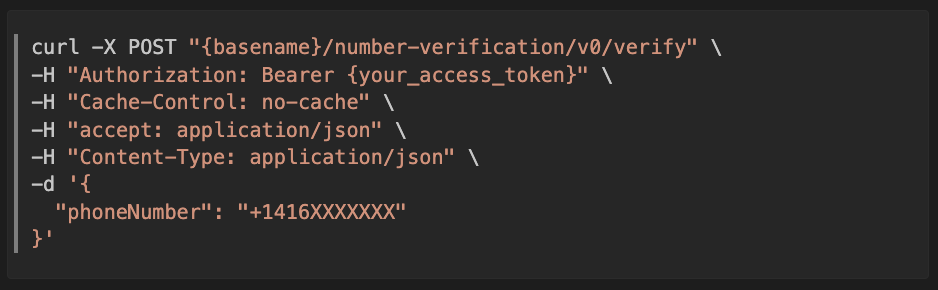 curl -X POST "{basename}/number-verification/v0/verify" \
-H "Authorization: Bearer {your_access_token}" \
-H "Cache-Control: no-cache" \
-H "accept: application/json" \
-H "Content-Type: application/json" \
-d '{
  "phoneNumber": "+1416XXXXXXX"
}'